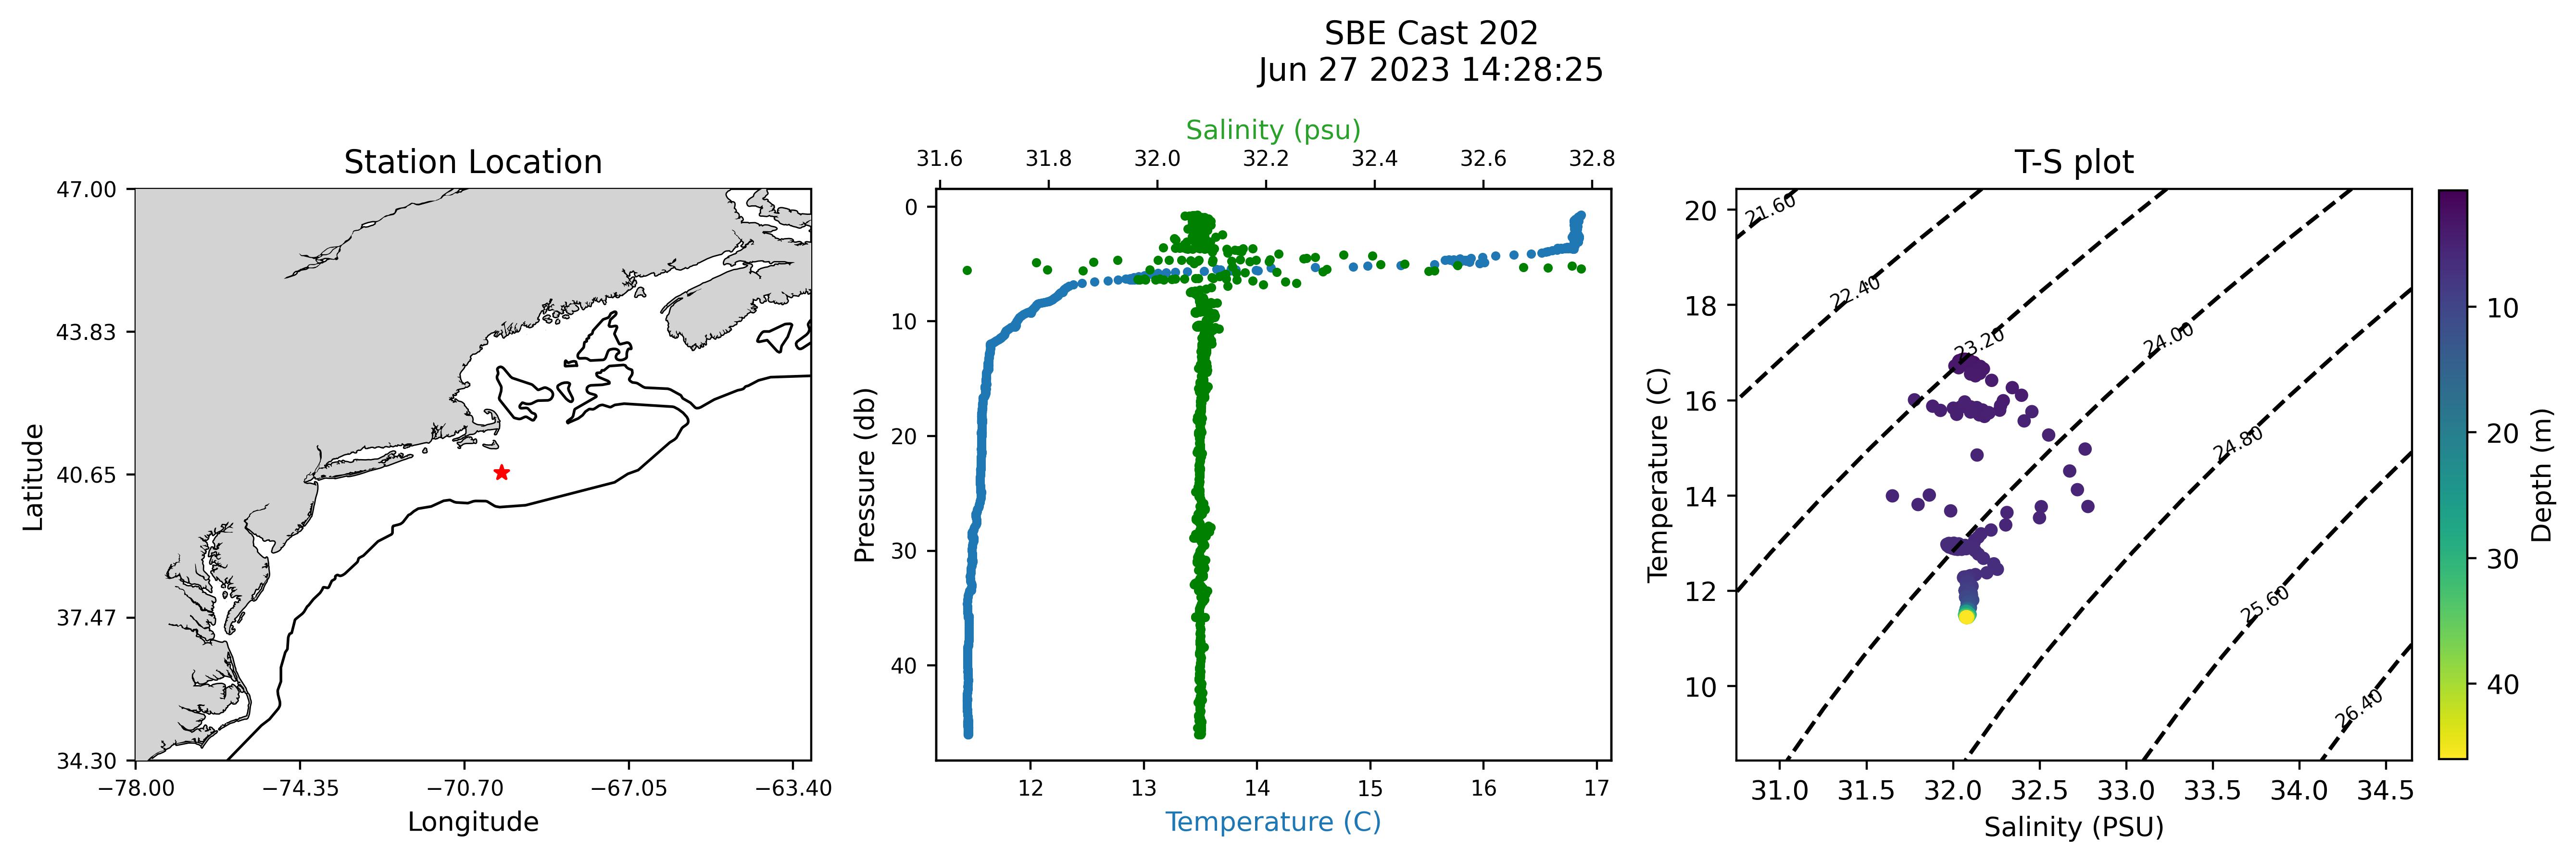 SBE Cast 202
Jun 27 2023 14:28:25
Station Location
47.00
43.83
40.65
37.47
34.30
Latitude
−78.00 −74.35 −70.70 −67.05 −63.40
Longitude
Salinity (psu)
31.6 31.8 32.0 32.2 32.4 32.6 32.8
0
10
20
30
40
Pressure (db)
12 13 14 15 16 17
Temperature (C)
T-S plot
20
18
16
14
12
10
Temperature (C)
21.60
22.40
23.20
24.00
24.80
25.60
26.40
31.0 31.5 32.0 32.5 33.0 33.5 34.0 34.5
Salinity (PSU)
10
20
30
40
Depth (m)